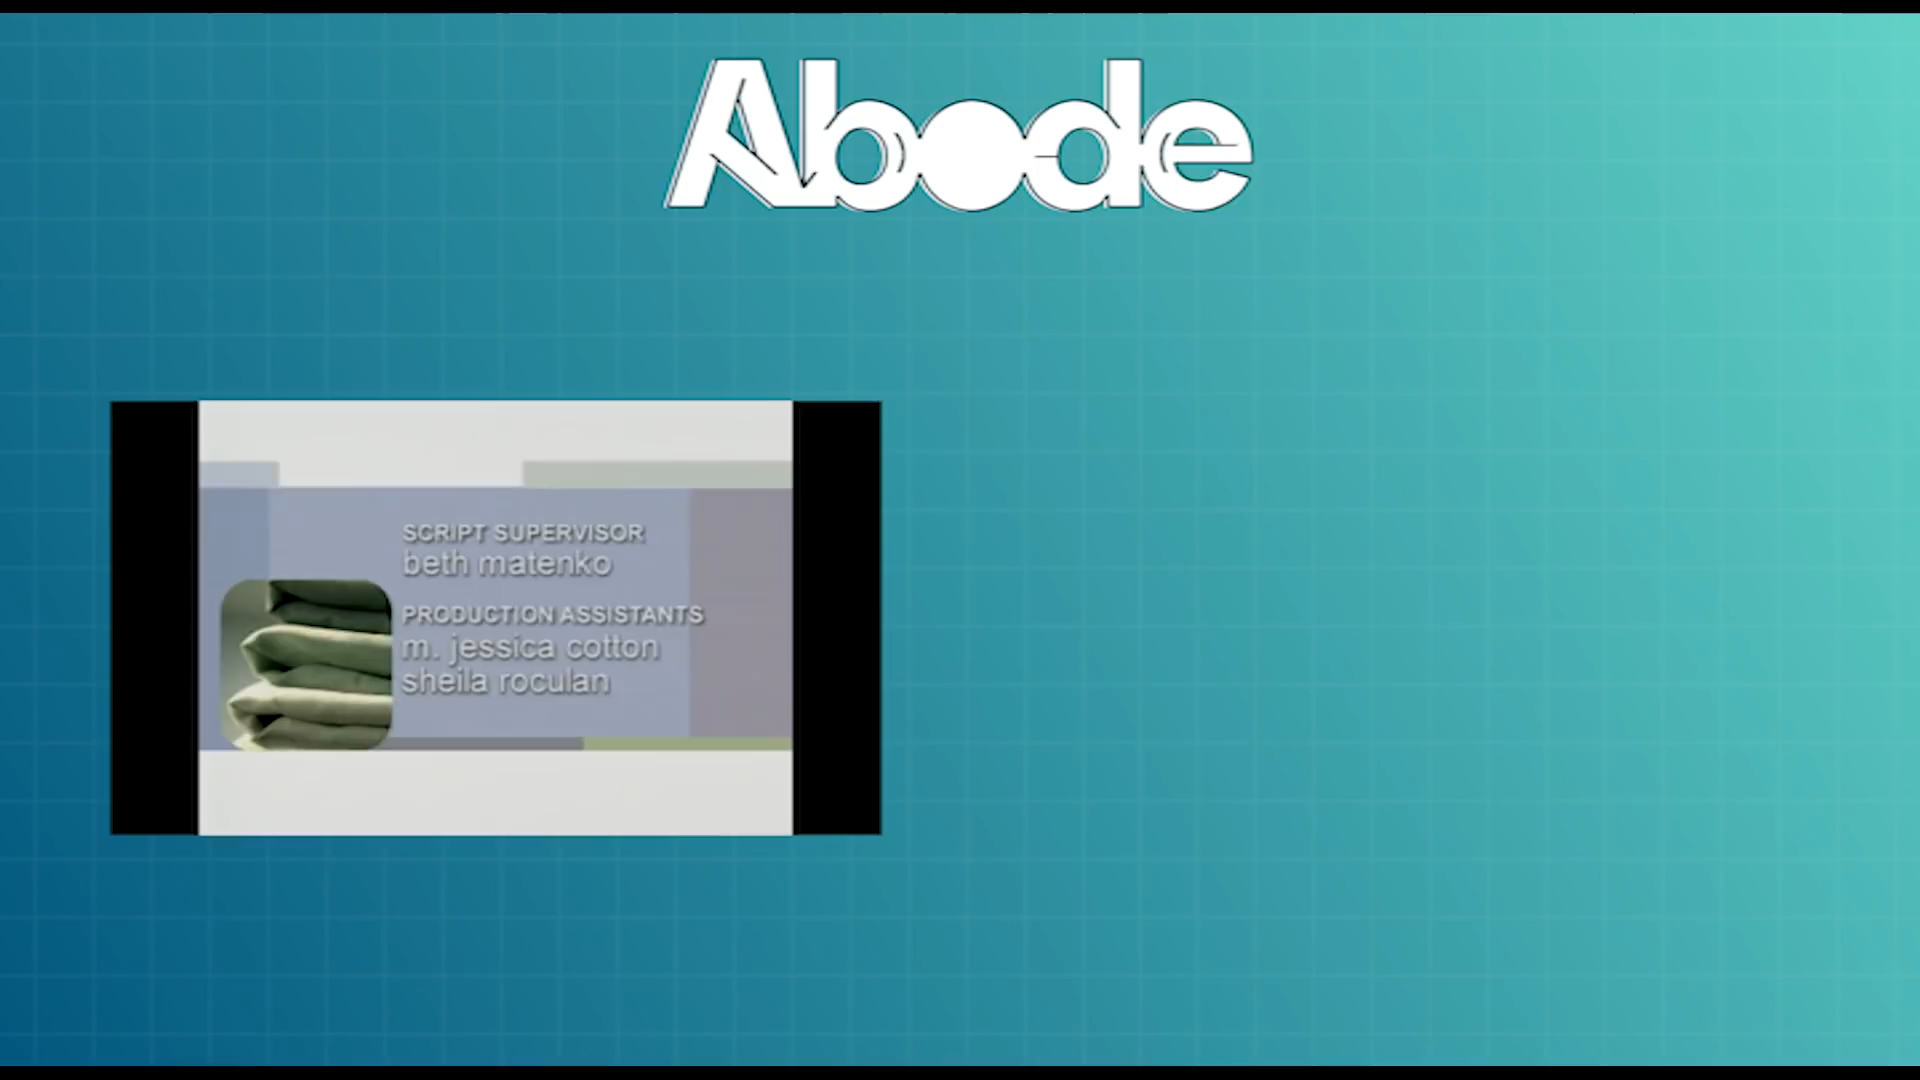 Abode
SCRIPT SUPERVISOR
beth matenko
PRODUCTION ASSISTANTS
m. jessica cotton
sheila roculan